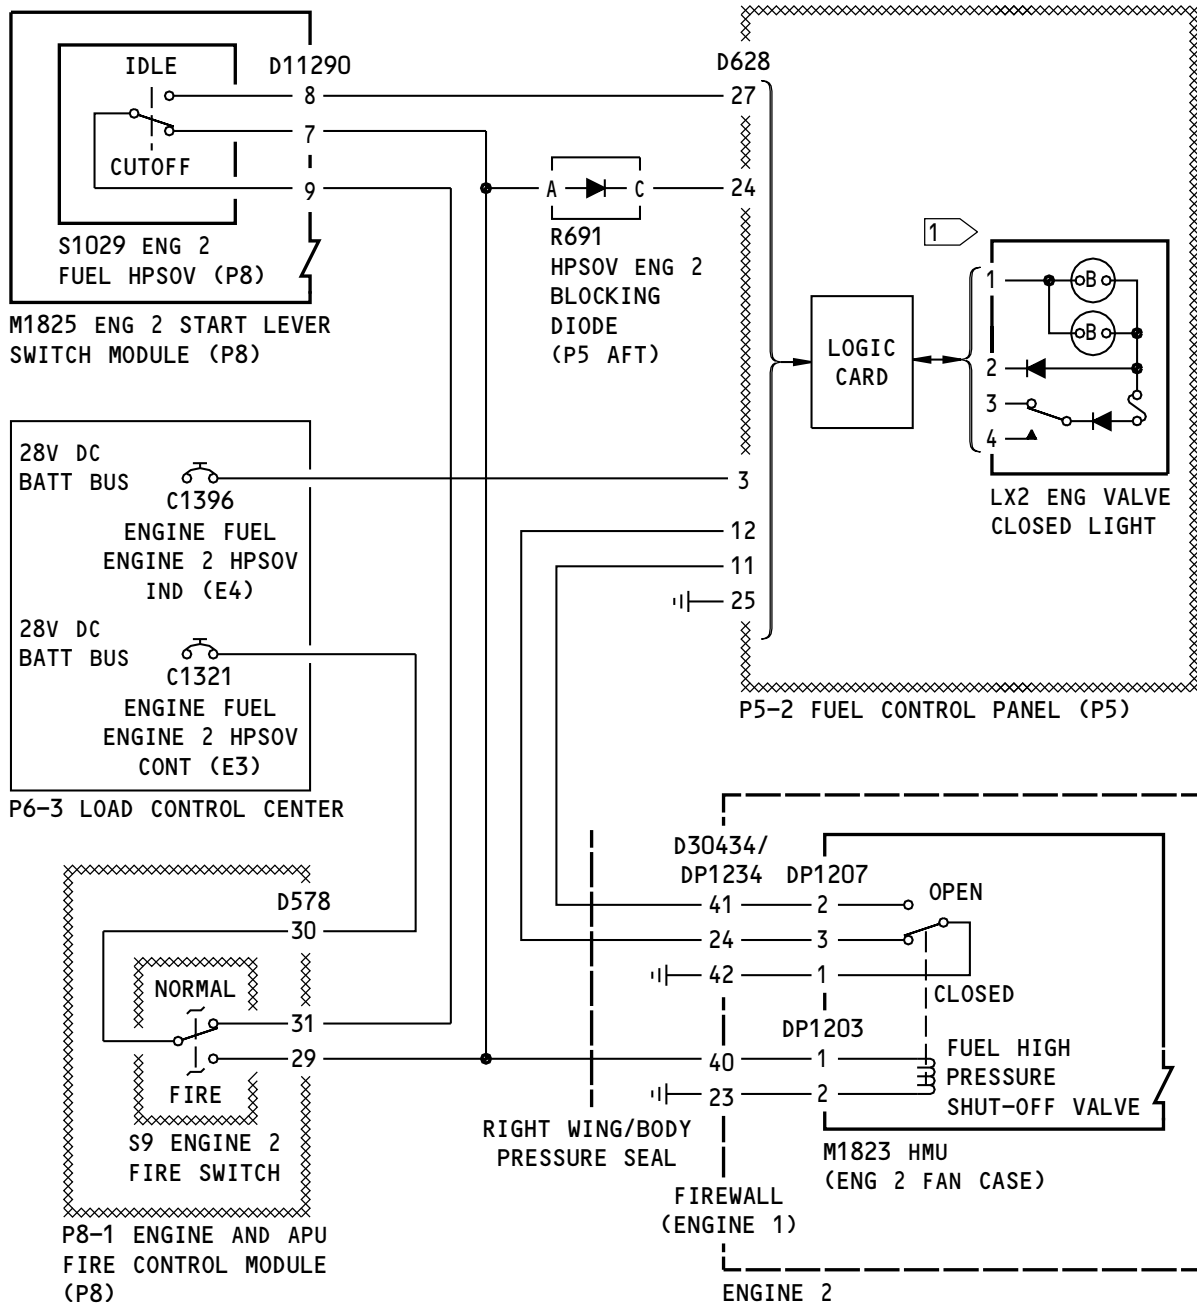 IDLE
CUTOFF
D11290
8
7
9
S1029 ENG 2
FUEL HPSOV (P8)
M1825 ENG 2 START LEVER
SWITCH MODULE (P8)
A
C
R691
HPSOV ENG 2
BLOCKING
DIODE
(P5 AFT)
D628
27
24
3
12
11
25
LOGIC
CARD
1
1
2
3
4
B
B
LX2 ENG VALVE
CLOSED LIGHT
P5-2 FUEL CONTROL PANEL (P5)
28V DC
BATT BUS
C1396
ENGINE FUEL
ENGINE 2 HPSOV
IND (E4)
28V DC
BATT BUS
C1321
ENGINE FUEL
ENGINE 2 HPSOV
CONT (E3)
P6-3 LOAD CONTROL CENTER
D578
30
31
29
NORMAL
FIRE
S9 ENGINE 2
FIRE SWITCH
P8-1 ENGINE AND APU
FIRE CONTROL MODULE
(P8)
RIGHT WING/BODY
PRESSURE SEAL
D30434/
DP1234
41
24
42
40
23
DP1207
2
3
1
OPEN
CLOSED
DP1203
1
2
FUEL HIGH
PRESSURE
SHUT-OFF VALVE
M1823 HMU
(ENG 2 FAN CASE)
FIREWALL
(ENGINE 1)
ENGINE 2